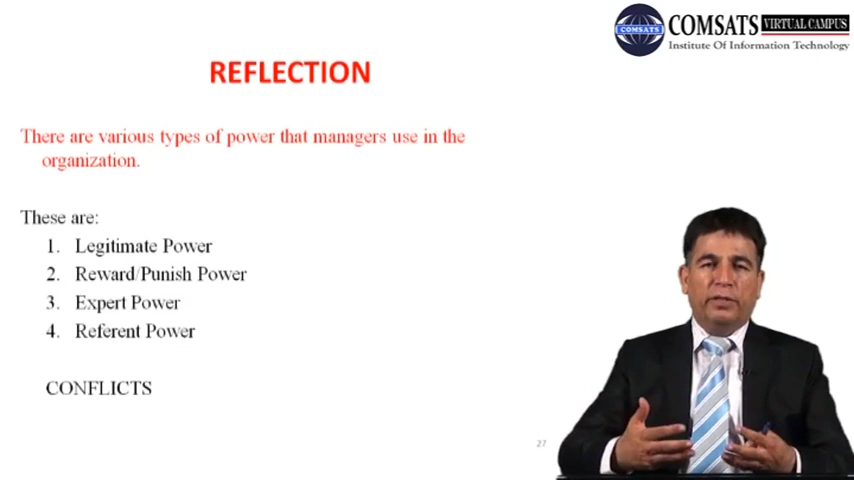 COMSATS VIRTUAL CAMPUS
COMSATS
Institute Of Information Technology
REFLECTION
There are various types of power that managers use in the
organization.
These are:
1. Legitimate Power
2. Reward/Punish Power
3. Expert Power
4. Referent Power
CONFLICTS
27